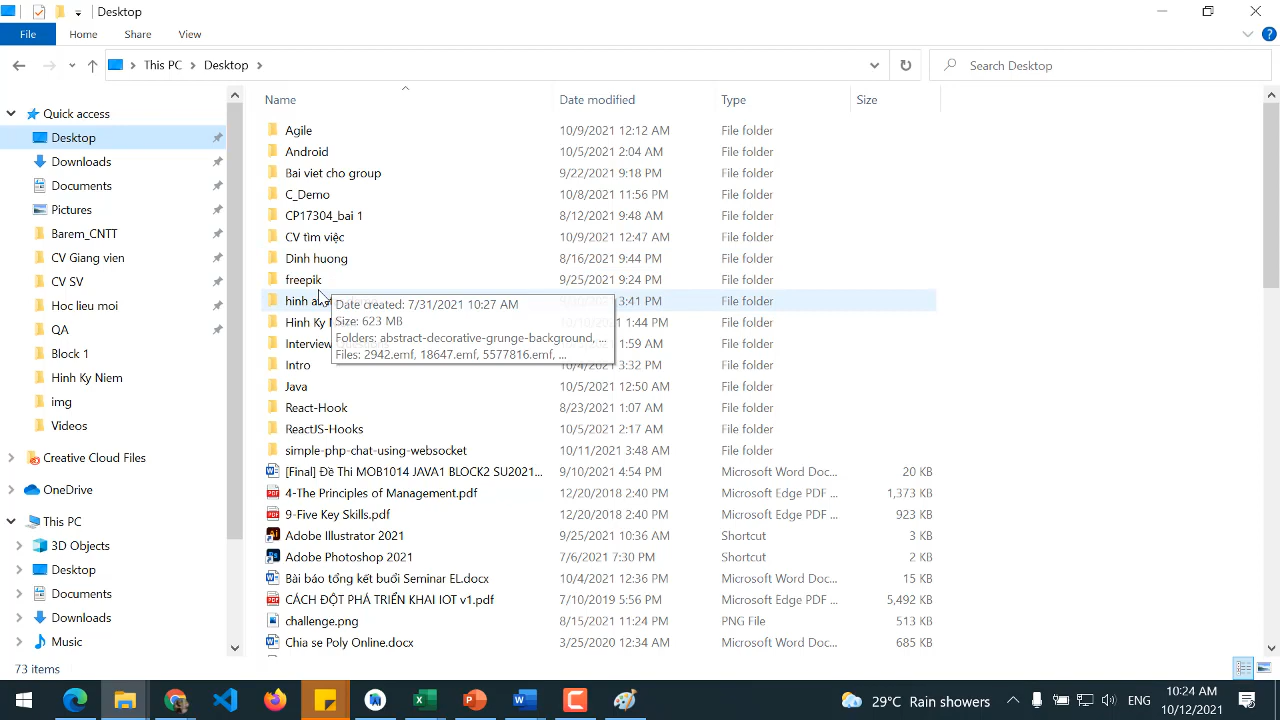 Desktop
File Home Share View
This PC Desktop Search Desktop
Name Date modified Type Size
Quick access
Desktop
Downloads
Documents
Pictures
Barem_CNTT
CV Giang vien
CV SV
Hoc lieu moi
QA
Block 1
Hinh Ky Niem
img
Videos
Creative Cloud Files
OneDrive
This PC
3D Objects
Desktop
Documents
Downloads
Music
Agile 10/9/2021 12:12 AM File folder
Android 10/5/2021 2:04 AM File folder
Bai viet cho group 9/22/2021 9:18 PM File folder
C_Demo 10/8/2021 11:56 PM File folder
CP17304_bai 1 8/12/2021 9:48 AM File folder
CV tìm việc 10/9/2021 12:47 AM File folder
Dinh huong 8/16/2021 9:44 PM File folder
freepik 9/25/2021 9:24 PM File folder
hinh 3:41 PM File folder
Hinh Ky 1:44 PM File folder
Interview 1:59 AM File folder
Intro 3:32 PM File folder
Date created: 7/31/2021 10:27 AM
Size: 623 MB
Folders: abstract-decorative-grunge-background, ...
Files: 2942.emf, 18647.emf, 5577816.emf, ...
Java 10/5/2021 12:50 AM File folder
React-Hook 8/23/2021 1:07 AM File folder
ReactJS-Hooks 10/5/2021 2:17 AM File folder
simple-php-chat-using-websocket 10/11/2021 3:48 AM File folder
[Final] Đề Thi MOB1014 JAVA1 BLOCK2 SU2021... 9/10/2021 4:54 PM Microsoft Word Doc... 20 KB
4-The Principles of Management.pdf 12/20/2018 2:40 PM Microsoft Edge PDF ... 1,373 KB
9-Five Key Skills.pdf 12/20/2018 2:40 PM Microsoft Edge PDF ... 923 KB
Adobe Illustrator 2021 9/25/2021 10:36 AM Shortcut 3 KB
Adobe Photoshop 2021 7/6/2021 7:30 PM Shortcut 2 KB
Bài báo tổng kết buổi Seminar EL.docx 10/4/2021 12:36 PM Microsoft Word Doc... 15 KB
CÁCH ĐỘT PHÁ TRIỂN KHAI IOT v1.pdf 7/10/2019 5:56 PM Microsoft Edge PDF ... 5,492 KB
challenge.png 8/15/2021 11:24 PM PNG File 513 KB
Chia se Poly Online.docx 3/25/2020 12:34 AM Microsoft Word Doc... 685 KB
73 items
29°C Rain showers ENG 10:24 AM
10/12/2021